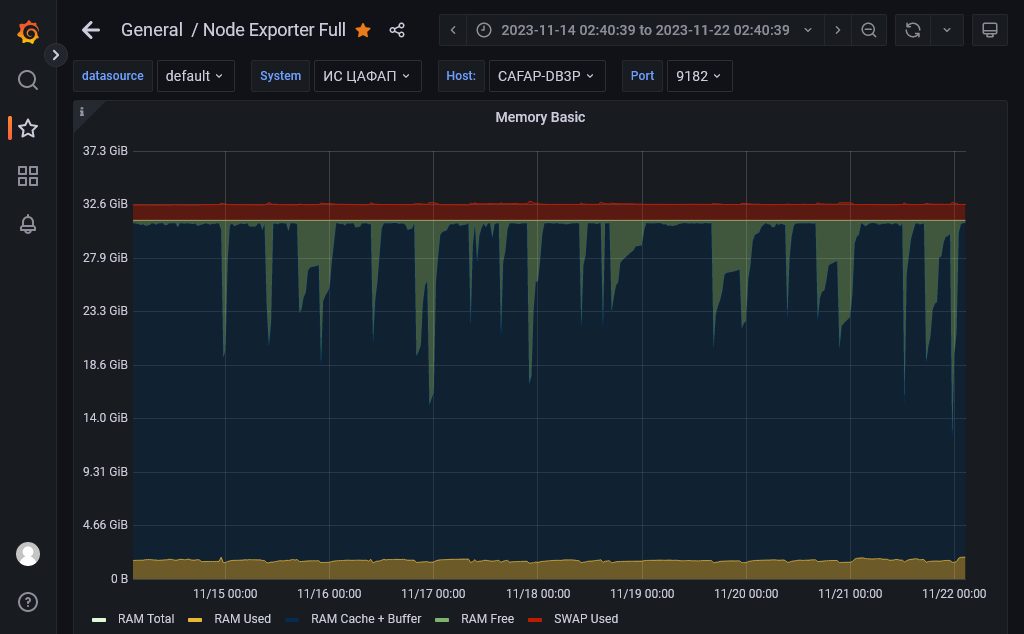 General / Node Exporter Full
2023-11-14 02:40:39 to 2023-11-22 02:40:39
datasource default System ИС ЦАФАП Host: CAFAP-DB3P Port 9182
i
Memory Basic
37.3 GiB
32.6 GiB
27.9 GiB
23.3 GiB
18.6 GiB
14.0 GiB
9.31 GiB
4.66 GiB
0 B
11/15 00:00 11/16 00:00 11/17 00:00 11/18 00:00 11/19 00:00 11/20 00:00 11/21 00:00 11/22 00:00
RAM Total RAM Used RAM Cache + Buffer RAM Free SWAP Used